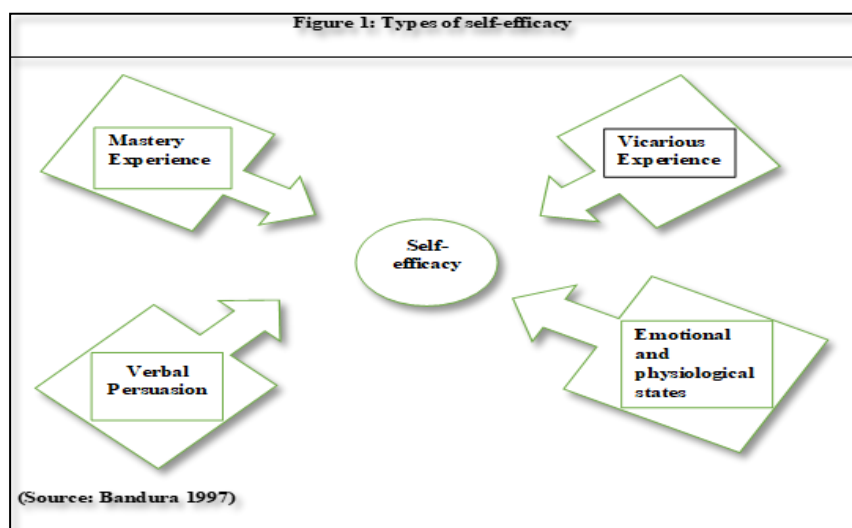 Figure 1: Types of self-efficacy
Mastery
Experience
Vicarious
Experience
Self-
efficacy
Verbal
Persuasion
Emotional
and
physiological
states
(Source: Bandura 1997)